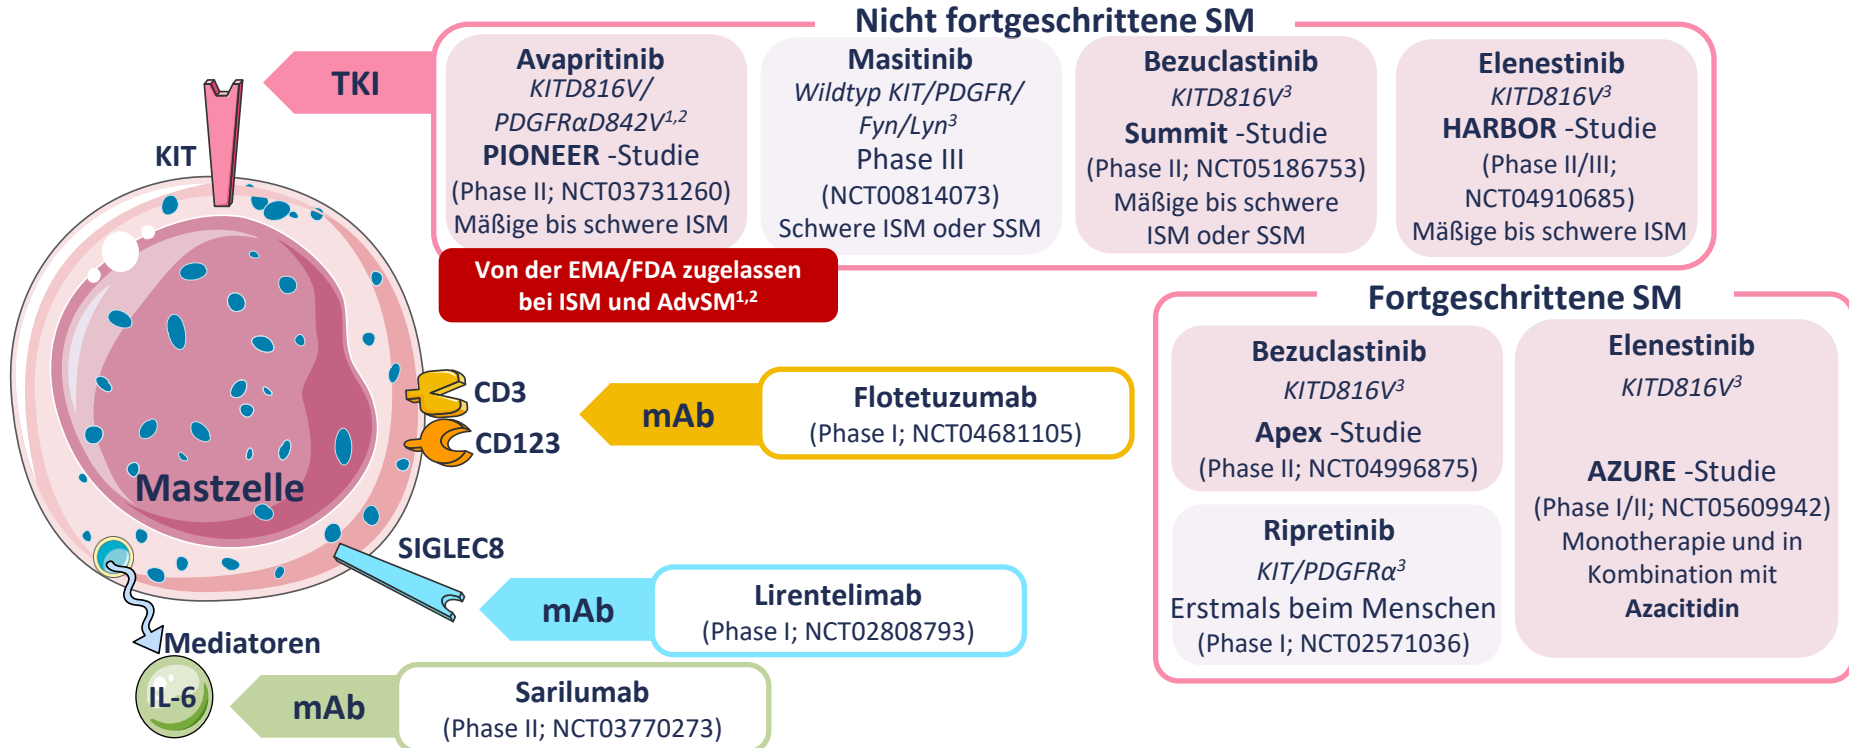 Nicht fortgeschrittene SM
TKI
Avapritinib
KITD816V/
PDGFRαD842V1,2
PIONEER -Studie
(Phase II; NCT03731260)
Mäßige bis schwere ISM
Masitinib
Wildtyp KIT/PDGFR/
Fyn/Lyn3
Phase III
(NCT00814073)
Schwere ISM oder SSM
Bezuclastinib
KITD816V3
Summit -Studie
(Phase II; NCT05186753)
Mäßige bis schwere
ISM oder SSM
Elenestinib
KITD816V3
HARBOR -Studie
(Phase II/III;
NCT04910685)
Mäßige bis schwere ISM
Von der EMA/FDA zugelassen
bei ISM und AdvSM1,2
KIT
Mastzelle
CD3
CD123
mAb
Flotetuzumab
(Phase I; NCT04681105)
SIGLEC8
mAb
Lirentelimab
(Phase I; NCT02808793)
Mediatoren
IL-6
mAb
Sarilumab
(Phase II; NCT03770273)
Fortgeschrittene SM
Bezuclastinib
KITD816V3
Apex -Studie
(Phase II; NCT04996875)
Ripretinib
KIT/PDGFRα3
Erstmals beim Menschen
(Phase I; NCT02571036)
Elenestinib
KITD816V3
AZURE -Studie
(Phase I/II; NCT05609942)
Monotherapie und in
Kombination mit
Azacitidin